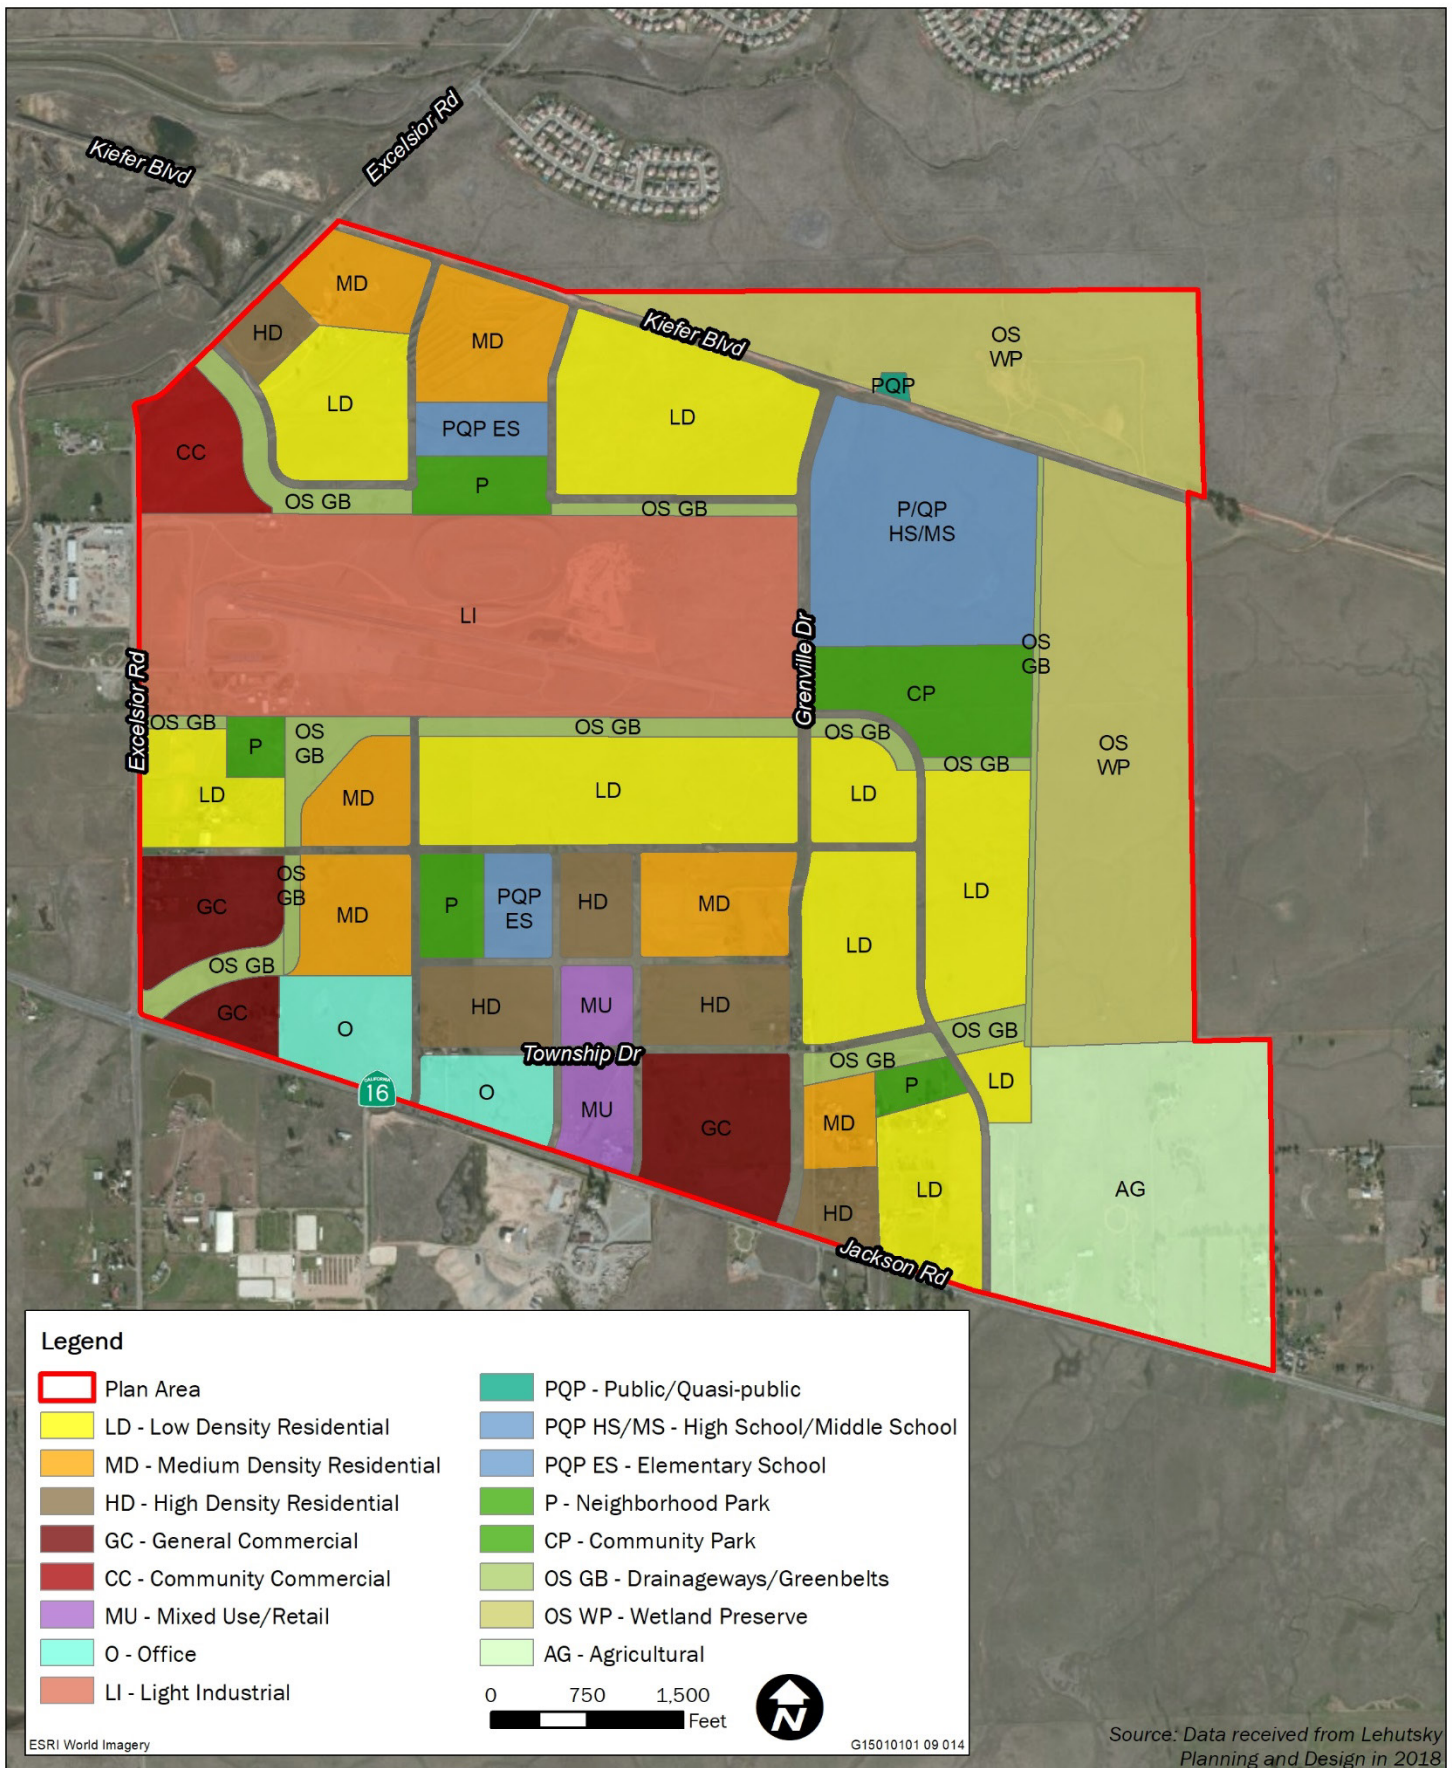 Excelsior Rd
Kiefer Blvd
MD
HD
MD
Kiefer Blvd
OS
WP
PQP
LD
LD
PQP ES
CC
P
OS GB
OS GB
P/QP
HS/MS
LI
Grenville Dr
OS
GB
Excelsior Rd
CP
OS GB
P
OS
GB
OS GB
OS GB
OS GB
OS
WP
LD
MD
LD
LD
OS
GB
GC
MD
P
PQP
ES
HD
MD
LD
LD
OS GB
GC
O
HD
MU
HD
OS GB
Township Dr
OS GB
CALIFORNIA
16
O
MU
GC
MD
P
LD
LD
HD
AG
Jackson Rd
Legend
Plan Area
LD - Low Density Residential
MD - Medium Density Residential
HD - High Density Residential
GC - General Commercial
CC - Community Commercial
MU - Mixed Use/Retail
O - Office
LI - Light Industrial
PQP - Public/Quasi-public
PQP HS/MS - High School/Middle School
PQP ES - Elementary School
P - Neighborhood Park
CP - Community Park
OS GB - Drainageways/Greenbelts
OS WP - Wetland Preserve
AG - Agricultural
0 750 1,500
Feet
N
ESRI World Imagery
G15010101 09 014
Source: Data received from Lehutsky
Planning and Design in 2018